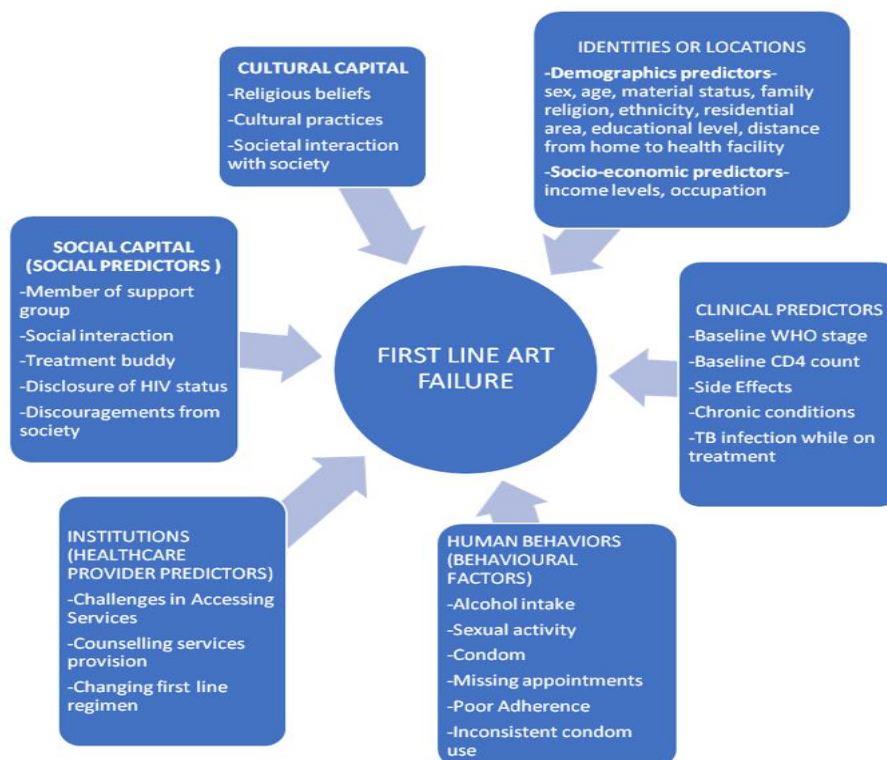 CULTURAL CAPITAL
-Religious beliefs
-Cultural practices
-Societal interaction
with society
IDENTITIES OR LOCATIONS
-Demographics predictors-
sex, age, material status, family
religion, ethnicity, residential
area, educational level, distance
from home to health facility
-Socio-economic predictors-
income levels, occupation
SOCIAL CAPITAL
(SOCIAL PREDICTORS )
-Member of support
group
-Social interaction
-Treatment buddy
-Disclosure of HIV status
-Discouragements from
society
FIRST LINE ART
FAILURE
CLINICAL PREDICTORS
-Baseline WHO stage
-Baseline CD4 count
-Side Effects
-Chronic conditions
-TB infection while on
treatment
INSTITUTIONS
(HEALTHCARE
PROVIDER PREDICTORS)
-Challenges in Accessing
Services
-Counselling services
provision
-Changing first line
regimen
HUMAN BEHAVIORS
(BEHAVIOURAL
FACTORS)
-Alcohol intake
-Sexual activity
-Condom
-Missing appointments
-Poor Adherence
-Inconsistent condom
use